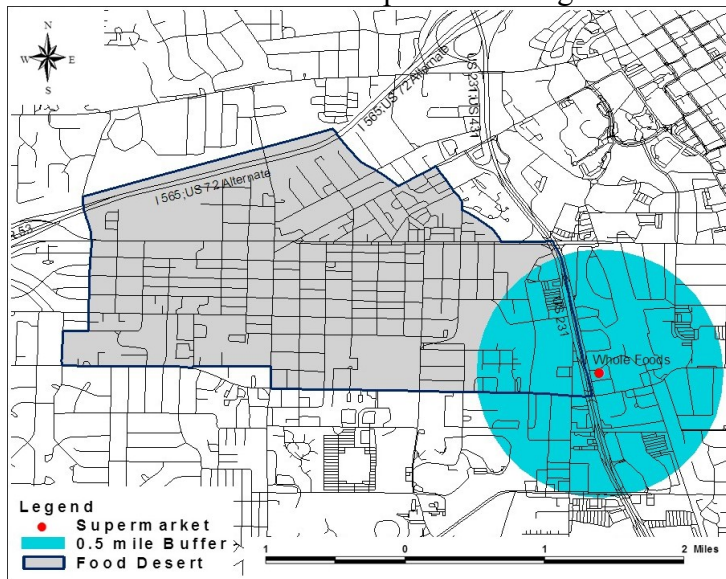 N
W E
S
I 565;US 72 Alternate
US 231;US 431
I 565;US 72 Alternate
US 231
Whole Foods
Legend
Supermarket
0.5 mile Buffer
Food Desert
1 0 1 2 Miles